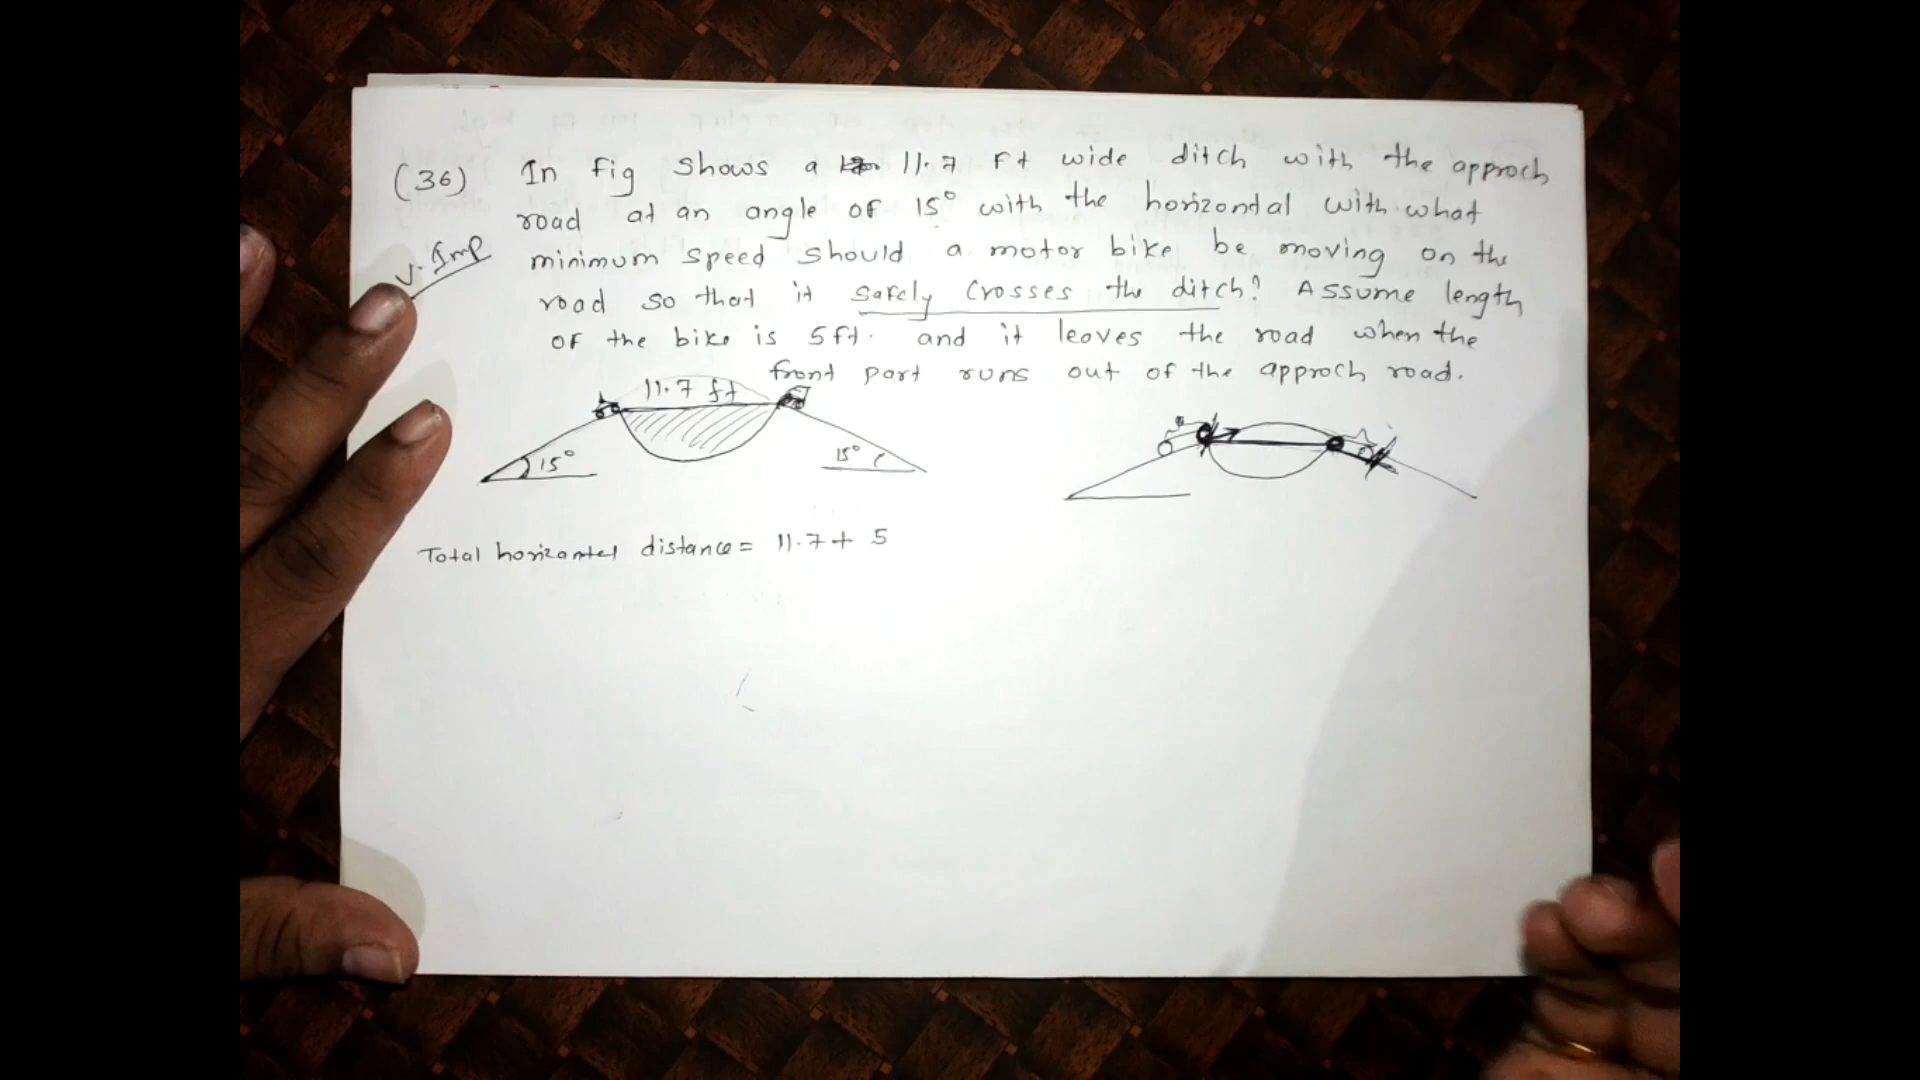 (36) In fig shows a 11.7 Ft wide ditch with the approch
road at an angle of 15° with the horizontal with what
V. Imp
minimum speed should a motor bike be moving on the
road so that it safely crosses the ditch? Assume length
of the bike is 5ft. and it leaves the road when the
front part runs out of the approch road.
11.7 ft
15°
15°
Total horizontel distance = 11.7 + 5